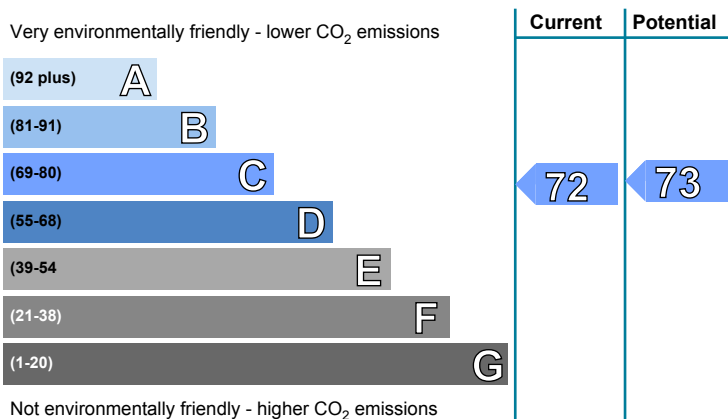 Current Potential
Very environmentally friendly - lower CO2 emissions
(92 plus) A
(81-91) B
(69-80) C
72 73
(55-68) D
(39-54 E
(21-38) F
(1-20) G
Not environmentally friendly - higher CO2 emissions